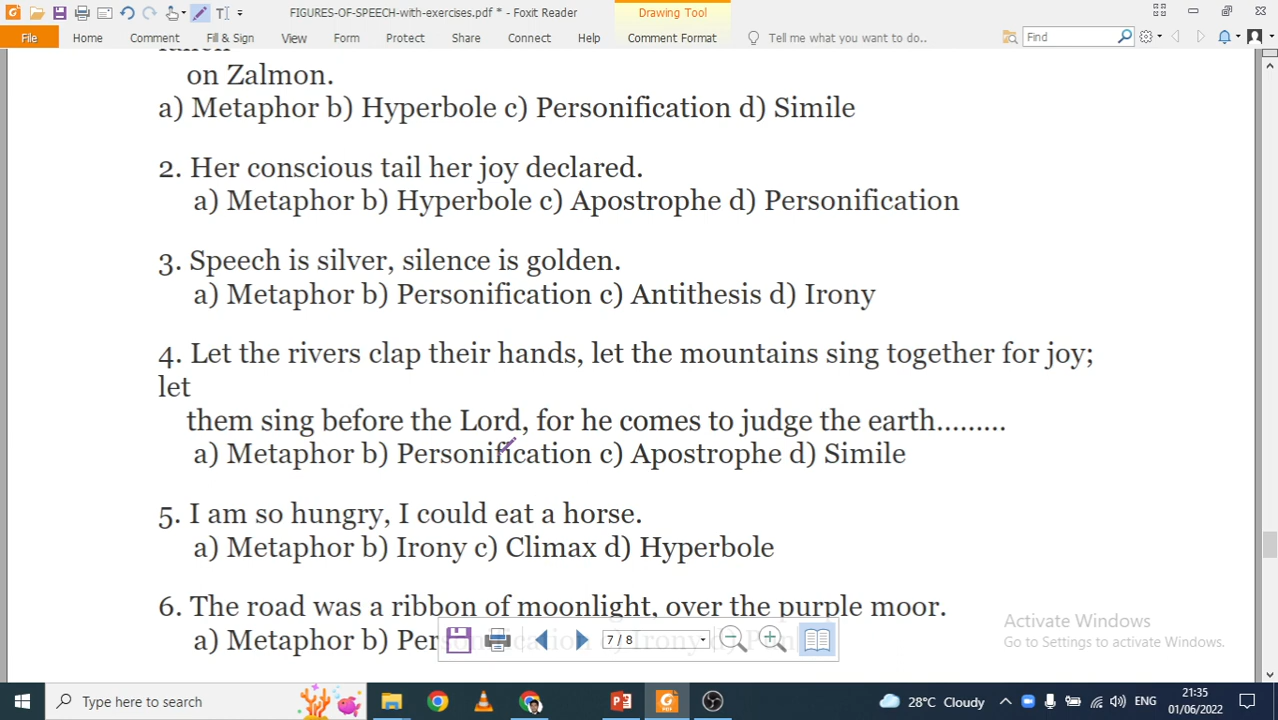 FIGURES-OF-SPEECH-with-exercises.pdf * - Foxit Reader
Drawing Tool
File Home Comment Fill & Sign View Form Protect Share Connect Help Comment Format Tell me what you want to do.. Find
on Zalmon.
a) Metaphor b) Hyperbole c) Personification d) Simile
2. Her conscious tail her joy declared.
a) Metaphor b) Hyperbole c) Apostrophe d) Personification
3. Speech is silver, silence is golden.
a) Metaphor b) Personification c) Antithesis d) Irony
4. Let the rivers clap their hands, let the mountains sing together for joy;
let
them sing before the Lord, for he comes to judge the earth.........
a) Metaphor b) Personification c) Apostrophe d) Simile
5. I am so hungry, I could eat a horse.
a) Metaphor b) Irony c) Climax d) Hyperbole
6. The road was a ribbon of moonlight, over the purple moor.
a) Metaphor b) Personification c) Irony d)
7 / 8
Activate Windows
Go to Settings to activate Windows.
Type here to search
28°C Cloudy
ENG
21:35
01/06/2022